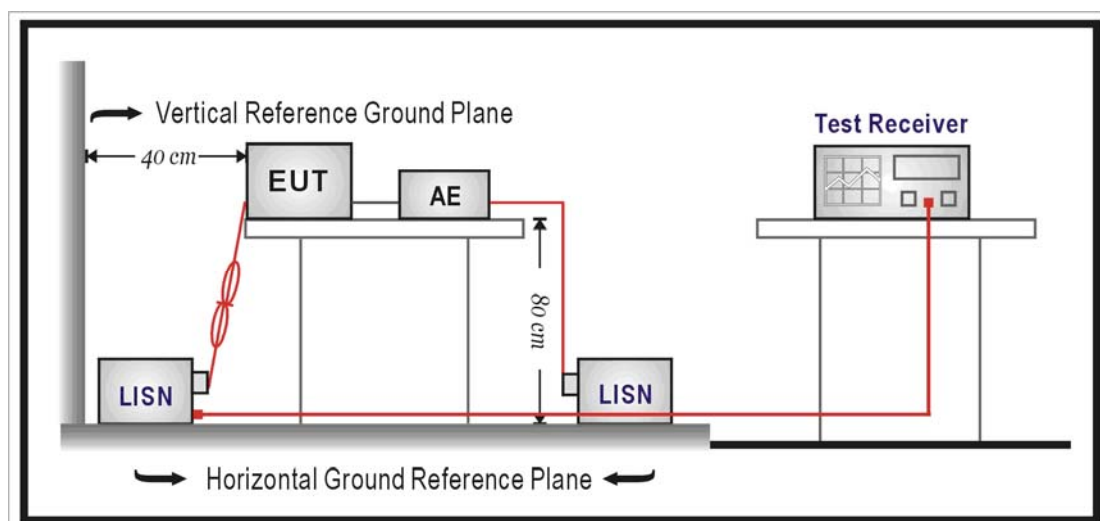 Vertical Reference Ground Plane
Test Receiver
40 cm
EUT
AE
80 cm
LISN
LISN
Horizontal Ground Reference Plane